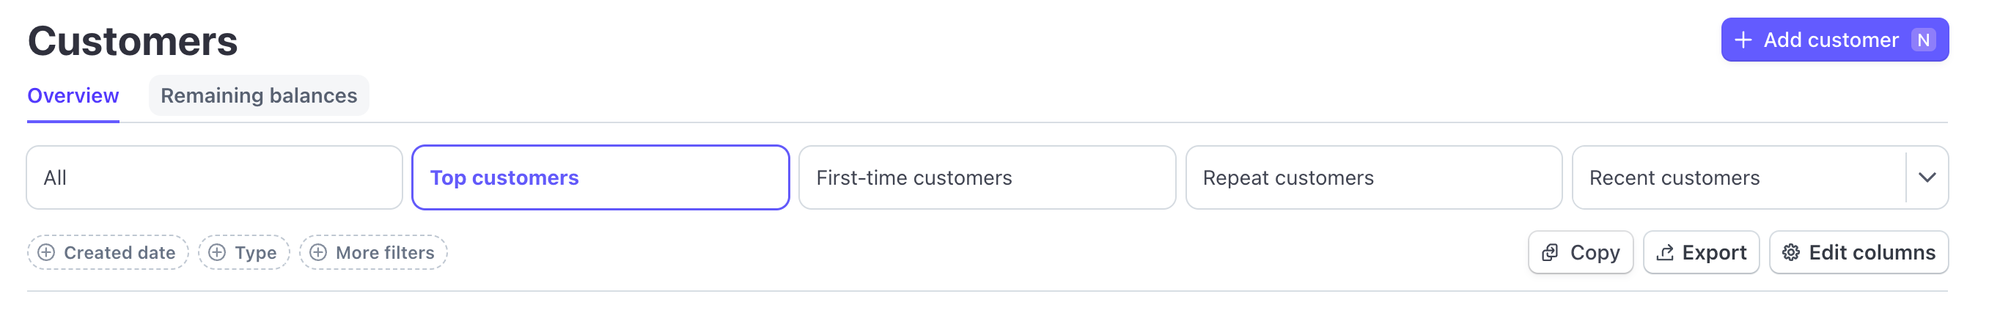 Customers
+ Add customer N
Overview Remaining balances
All Top customers First-time customers Repeat customers Recent customers
Created date Type More filters Copy Export Edit columns